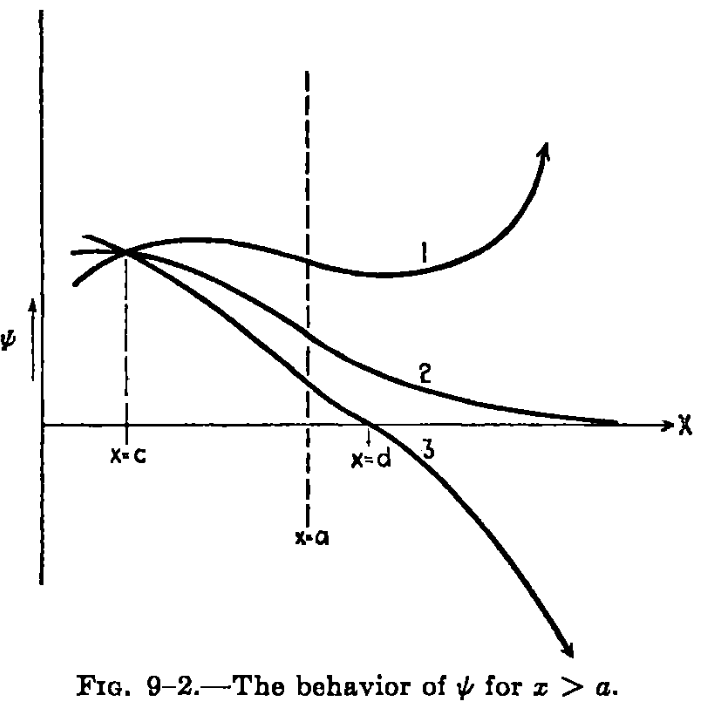 1
2
3
ψ
X
x=c
x=d
x=a
FIG. 9–2.—The behavior of ψ for x > a.